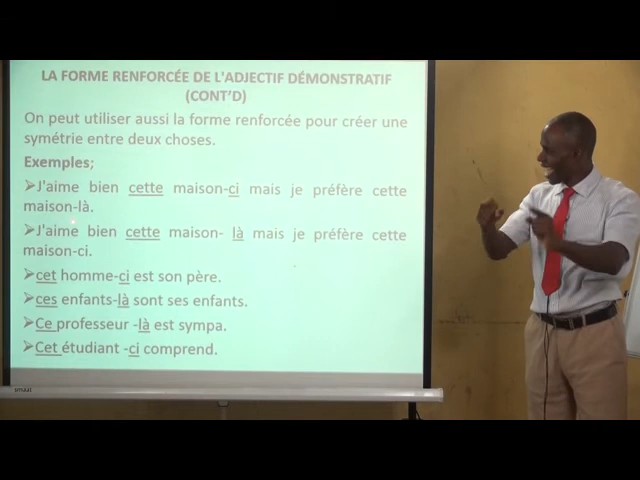 LA FORME RENFORCÉE DE L'ADJECTIF DÉMONSTRATIF
(CONT'D)
On peut utiliser aussi la forme renforcée pour créer une
symétrie entre deux choses.
Exemples;
➢J'aime bien cette maison-ci mais je préfère cette
maison-là.
➢J'aime bien cette maison- là mais je préfère cette
maison-ci.
➢cet homme-ci est son père.
➢ces enfants-là sont ses enfants.
➢Ce professeur -là est sympa.
➢Cet étudiant -ci comprend.